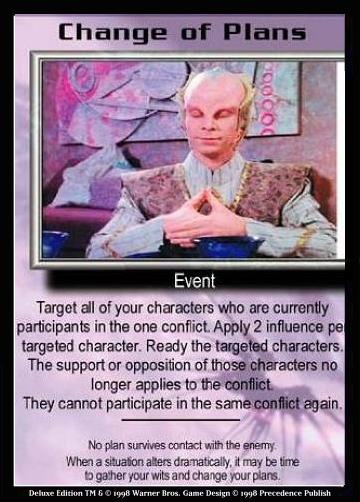 Change of Plans
Event
Target all of your characters who are currently
participants in the one conflict. Apply 2 influence per
targeted character. Ready the targeted characters.
The support or opposition of those characters no
longer applies to the conflict.
They cannot participate in the same conflict again.
No plan survives contact with the enemy.
When a situation alters dramatically, it may be time
to gather your wits and change your plans.
Deluxe Edition TM & © 1998 Warner Bros. Game Design © 1998 Precedence Publish